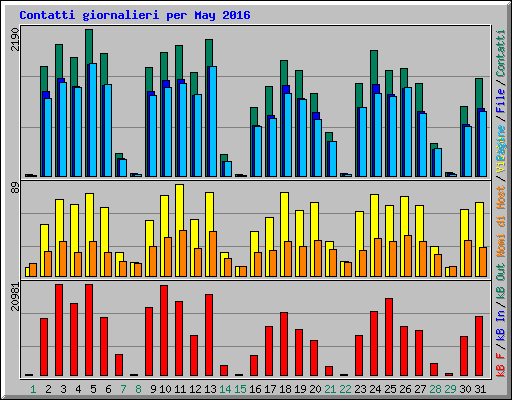 Contatti giornalieri per May 2016
2190
89
20981
kB F / kB In / kB Out Nomi di Host / Pagine / File / Contatti
1 2 3 4 5 6 7 8 9 10 11 12 13 14 15 16 17 18 19 20 21 22 23 24 25 26 27 28 29 30 31